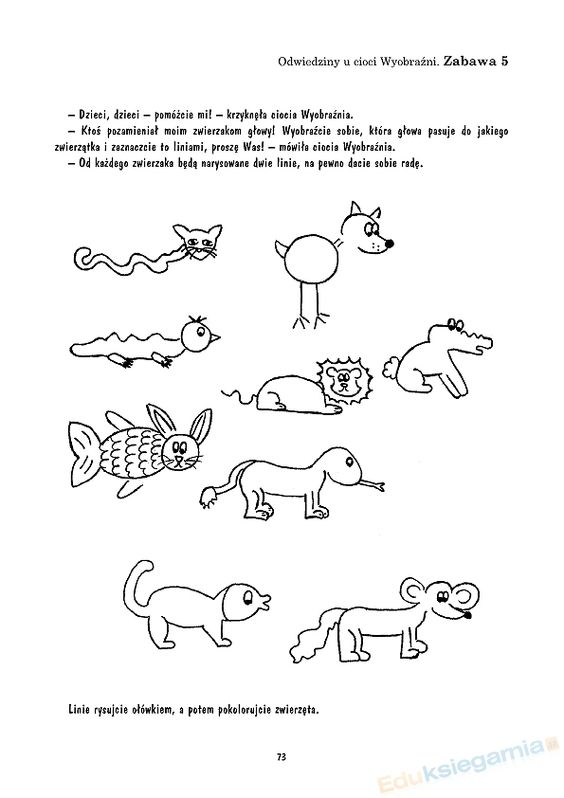 Odwiedziny u cioci Wyobraźni. Zabawa 5
– Dzieci, dzieci – pomóżcie mi! – krzyknęła ciocia Wyobraźnia.
– Ktoś pozamieniał moim zwierzakom głowy! Wyobraźcie sobie, która głowa pasuje do jakiego
zwierzątka i zaznaczcie to liniami, proszę Was! – mówiła ciocia Wyobraźnia.
– Od każdego zwierzaka będą narysowane dwie linie, na pewno dacie sobie radę.
Linie rysujcie ołówkiem, a potem pokolorujcie zwierzęta.
73
Eduksiegarnia.pl